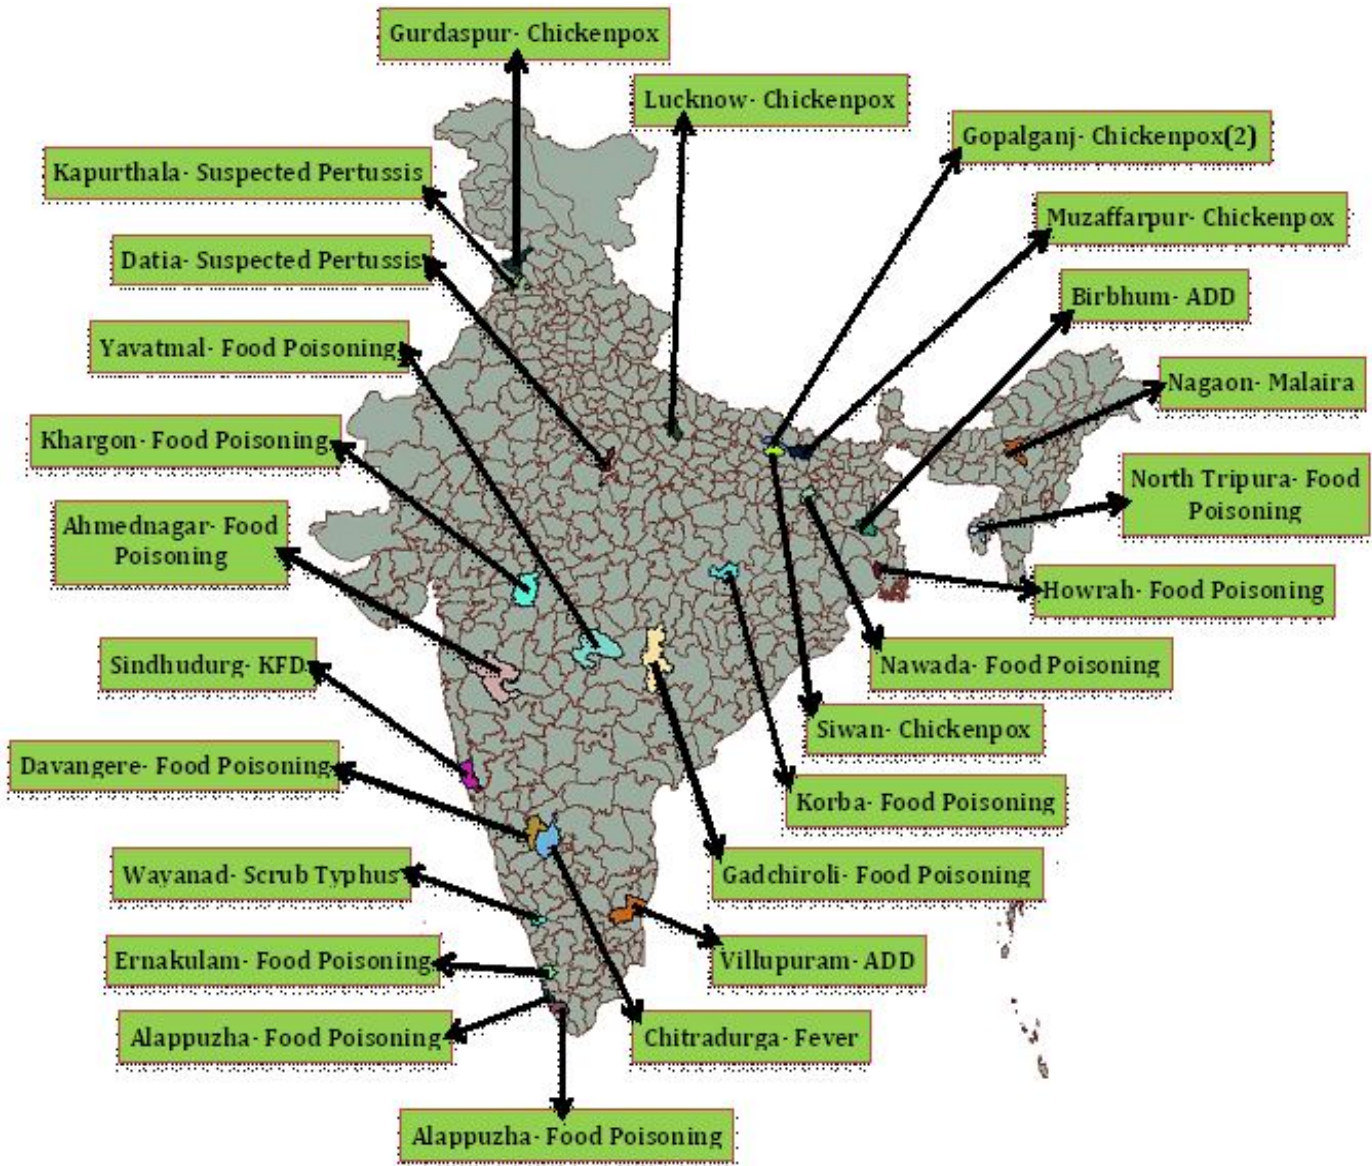 Gurdaspur- Chickenpox
Lucknow- Chickenpox
Gopalganj- Chickenpox(2)
Kapurthala- Suspected Pertussis
Muzaffarpur- Chickenpox
Datia- Suspected Pertussis
Birbhum- ADD
Yavatmal- Food Poisoning
Nagaon- Malaira
Khargon- Food Poisoning
North Tripura- Food
Poisoning
Ahmednagar- Food
Poisoning
Howrah- Food Poisoning
Sindhudurg- KFD
Nawada- Food Poisoning
Siwan- Chickenpox
Davangere- Food Poisoning
Korba- Food Poisoning
Wayanad- Scrub Typhus
Gadchiroli- Food Poisoning
Ernakulam- Food Poisoning
Villupuram- ADD
Alappuzha- Food Poisoning
Chitradurga- Fever
Alappuzha- Food Poisoning